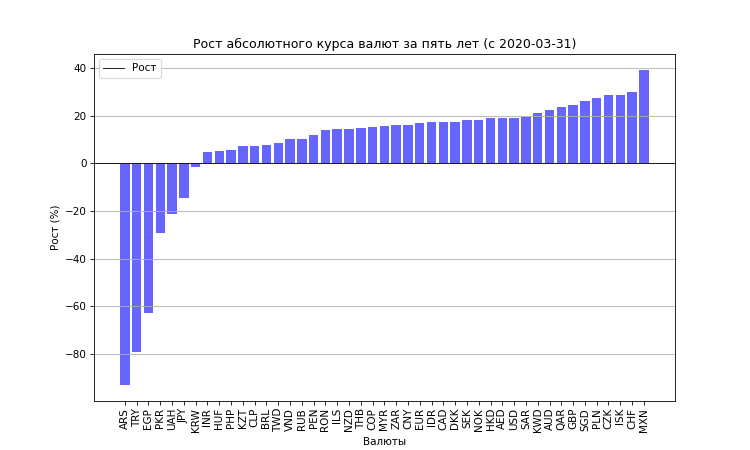 Рост абсолютного курса валют за пять лет (с 2020-03-31)
Рост
40
20
0
−20
−40
−60
−80
Рост (%)
ARS TRY EGP PKR UAH JPY KRW INR HUF PHP KZT CLP BRL TWD VND RUB PEN RON ILS NZD THB COP MYR ZAR CNY EUR IDR CAD DKK SEK NOK HKD AED USD SAR KWD AUD QAR GBP SGD PLN CZK ISK CHF MXN
Валюты